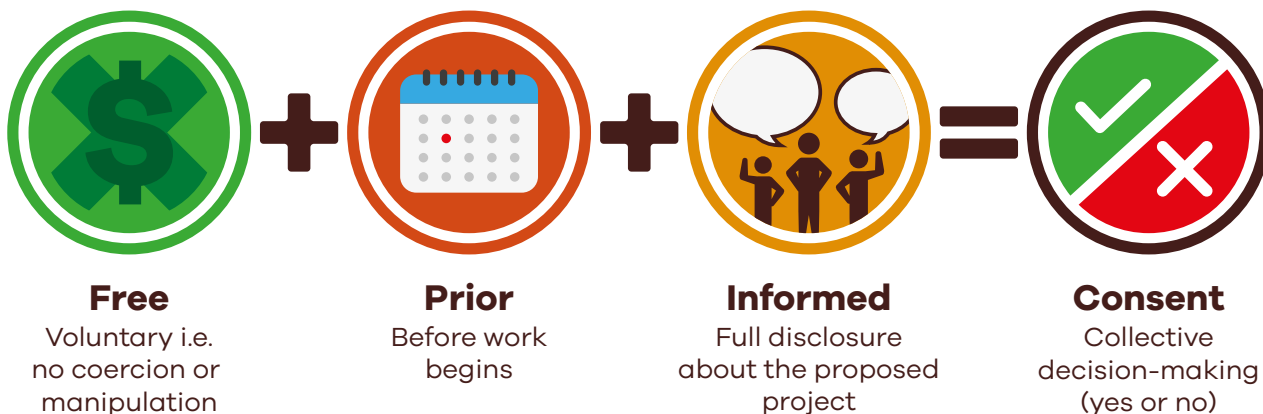 Free
Voluntary i.e.
no coercion or
manipulation
Prior
Before work
begins
Informed
Full disclosure
about the proposed
project
Consent
Collective
decision-making
(yes or no)